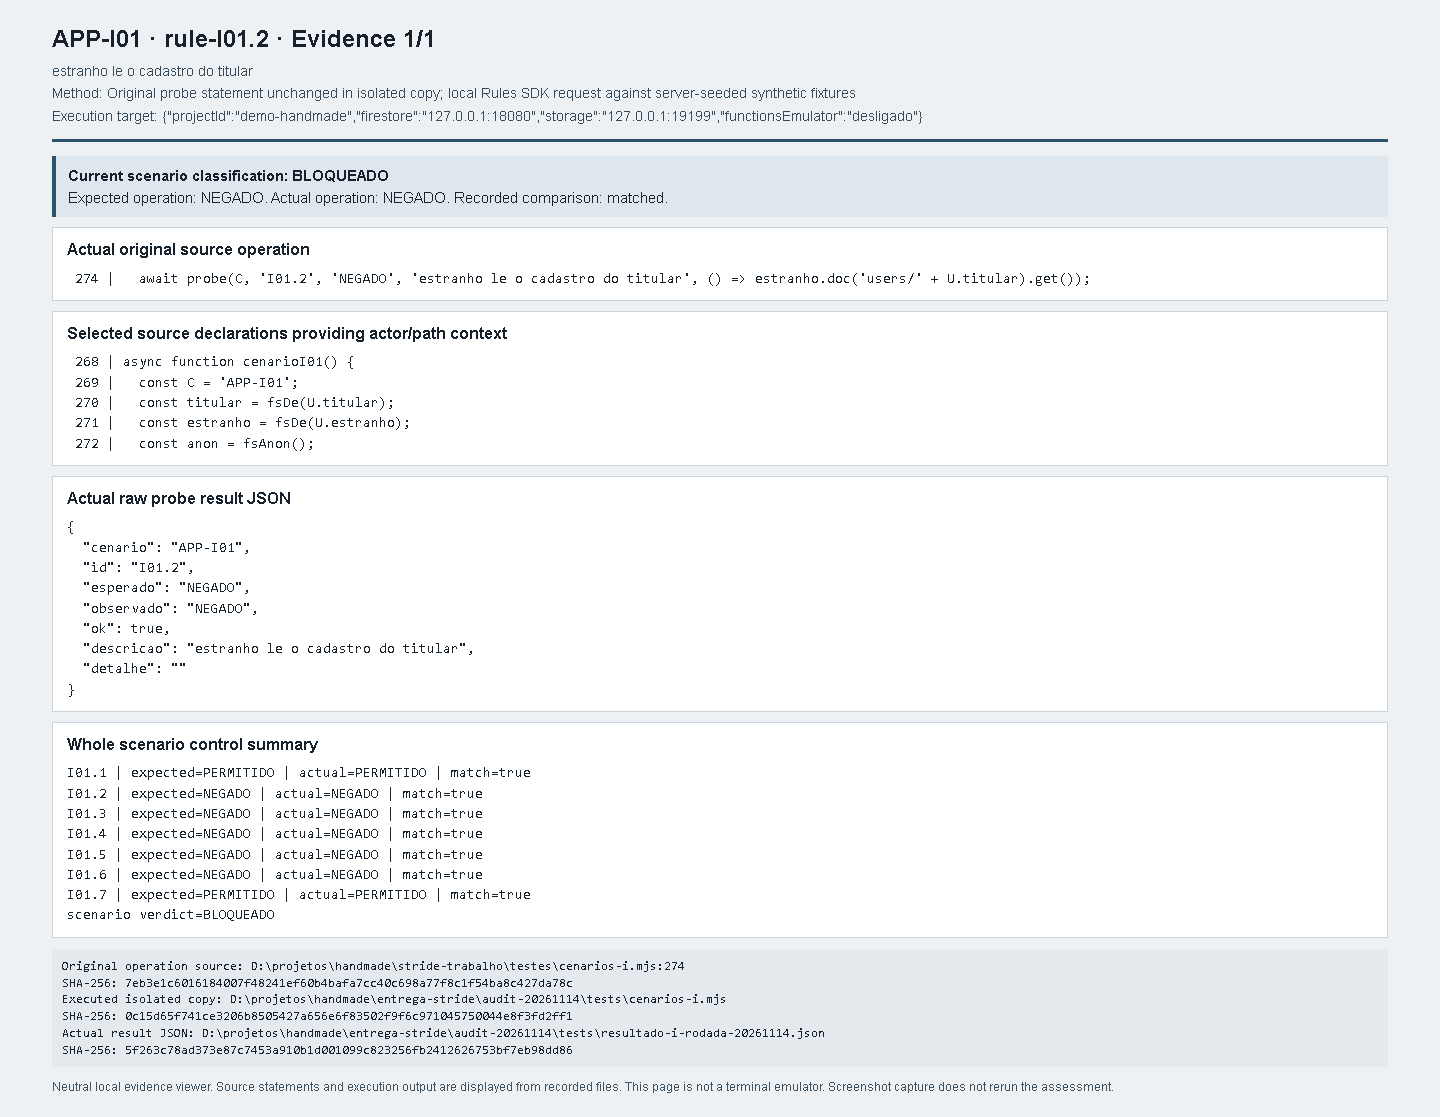 APP-I01 · rule-I01.2 · Evidence 1/1
estranho le o cadastro do titular
Method: Original probe statement unchanged in isolated copy; local Rules SDK request against server-seeded synthetic fixtures
Execution target: {"projectId":"demo-handmade","firestore":"127.0.0.1:18080","storage":"127.0.0.1:19199","functionsEmulator":"desligado"}
Current scenario classification: BLOQUEADO
Expected operation: NEGADO. Actual operation: NEGADO. Recorded comparison: matched.
Actual original source operation
274 |   await probe(C, 'I01.2', 'NEGADO', 'estranho le o cadastro do titular', () => estranho.doc('users/' + U.titular).get());
Selected source declarations providing actor/path context
268 | async function cenarioI01() {
269 |   const C = 'APP-I01';
270 |   const titular = fsDe(U.titular);
271 |   const estranho = fsDe(U.estranho);
272 |   const anon = fsAnon();
Actual raw probe result JSON
{
  "cenario": "APP-I01",
  "id": "I01.2",
  "esperado": "NEGADO",
  "observado": "NEGADO",
  "ok": true,
  "descricao": "estranho le o cadastro do titular",
  "detalhe": ""
}
Whole scenario control summary
I01.1 | expected=PERMITIDO | actual=PERMITIDO | match=true
I01.2 | expected=NEGADO | actual=NEGADO | match=true
I01.3 | expected=NEGADO | actual=NEGADO | match=true
I01.4 | expected=NEGADO | actual=NEGADO | match=true
I01.5 | expected=NEGADO | actual=NEGADO | match=true
I01.6 | expected=NEGADO | actual=NEGADO | match=true
I01.7 | expected=PERMITIDO | actual=PERMITIDO | match=true
scenario verdict=BLOQUEADO
Original operation source: D:\projetos\handmade\stride-trabalho\testes\cenarios-i.mjs:274
SHA-256: 7eb3e1c6016184007f48241ef60b4bafa7cc40c698a77f8c1f54ba8c427da78c
Executed isolated copy: D:\projetos\handmade\entrega-stride\audit-20261114\tests\cenarios-i.mjs
SHA-256: 0c15d65f741ce3206b8505427a656e6f83502f9f6c971045750044e8f3fd2ff1
Actual result JSON: D:\projetos\handmade\entrega-stride\audit-20261114\tests\resultado-i-rodada-20261114.json
SHA-256: 5f263c78ad373e87c7453a910b1d001099c823256fb2412626753bf7eb98dd86
Neutral local evidence viewer. Source statements and execution output are displayed from recorded files. This page is not a terminal emulator. Screenshot capture does not rerun the assessment.